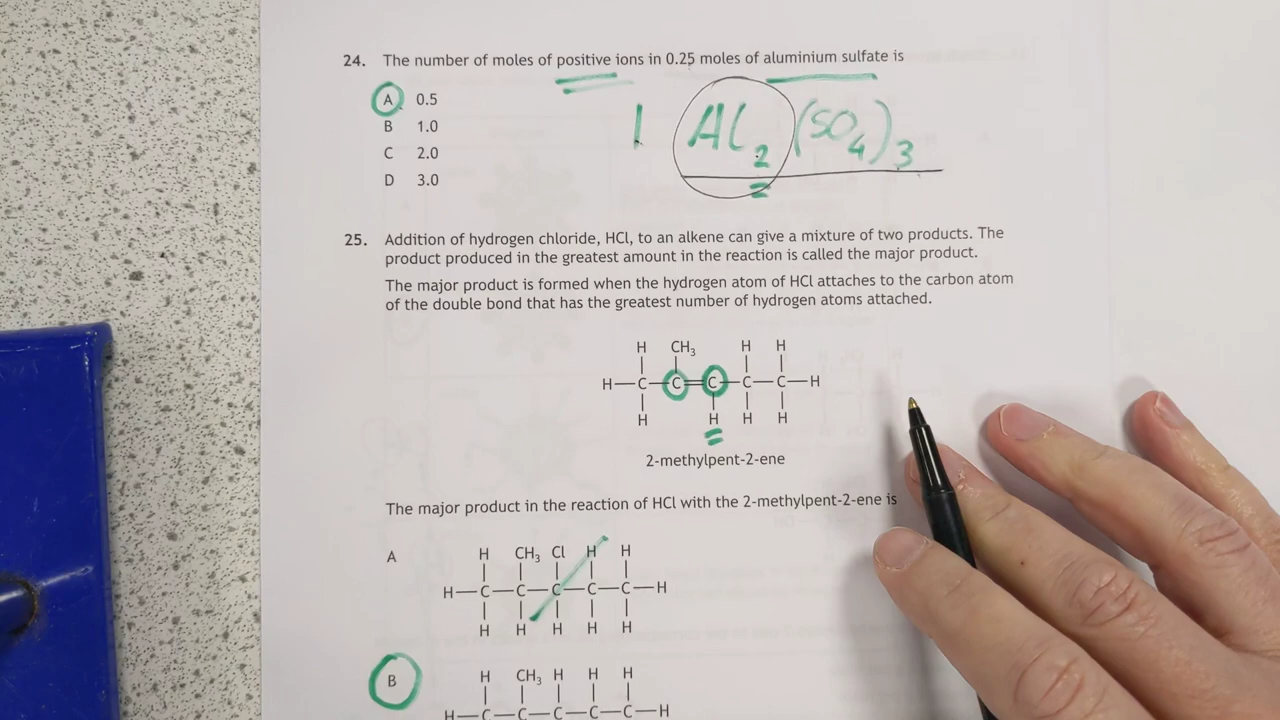 24. The number of moles of positive ions in 0.25 moles of aluminium sulfate is
A 0.5
B 1.0
C 2.0
D 3.0
1 Al2(SO4)3
25. Addition of hydrogen chloride, HCl, to an alkene can give a mixture of two products. The
product produced in the greatest amount in the reaction is called the major product.
The major product is formed when the hydrogen atom of HCl attaches to the carbon atom
of the double bond that has the greatest number of hydrogen atoms attached.
H CH3 H H
H—C—C=C—C—C—H
H H H H
2-methylpent-2-ene
The major product in the reaction of HCl with the 2-methylpent-2-ene is
A
H CH3 Cl H H
H—C—C—C—C—C—H
H H H H H
B
H CH3 H H H
H—C—C—C—C—C—H